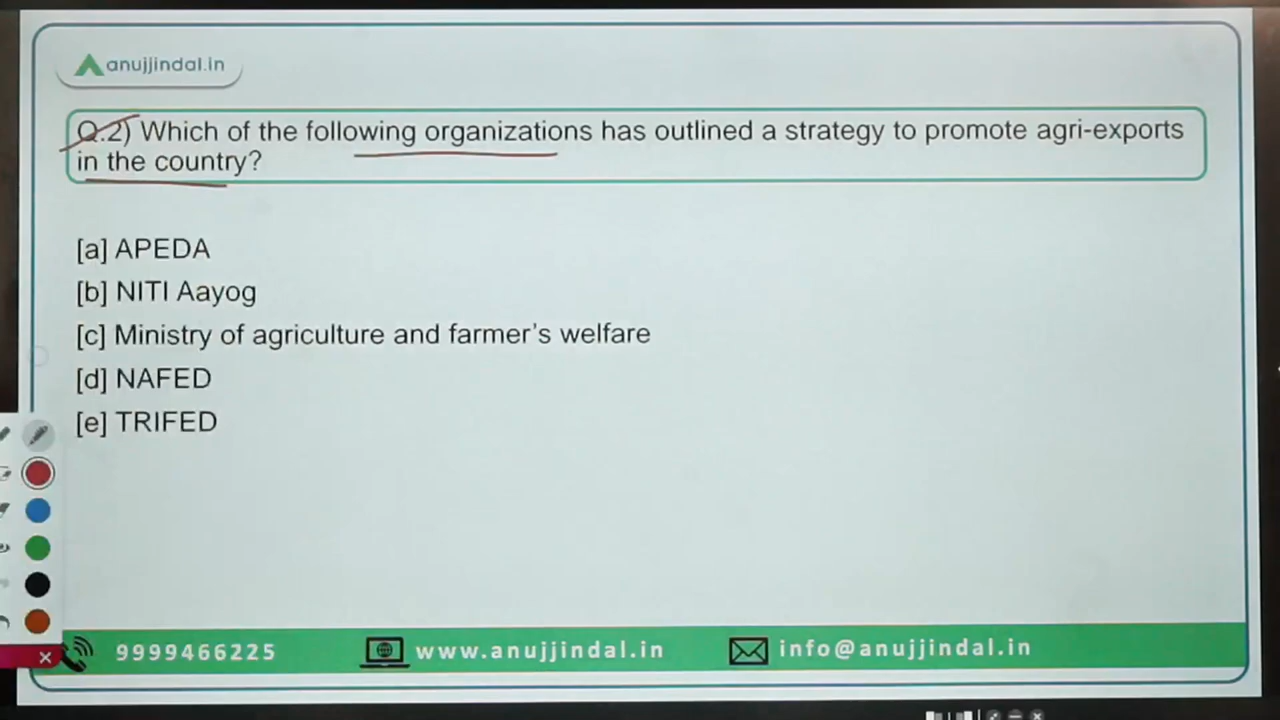 anujjindal.in
Q.2) Which of the following organizations has outlined a strategy to promote agri-exports
in the country?
[a] APEDA
[b] NITI Aayog
[c] Ministry of agriculture and farmer's welfare
[d] NAFED
[e] TRIFED
9999466225 www.anujjindal.in info@anujjindal.in